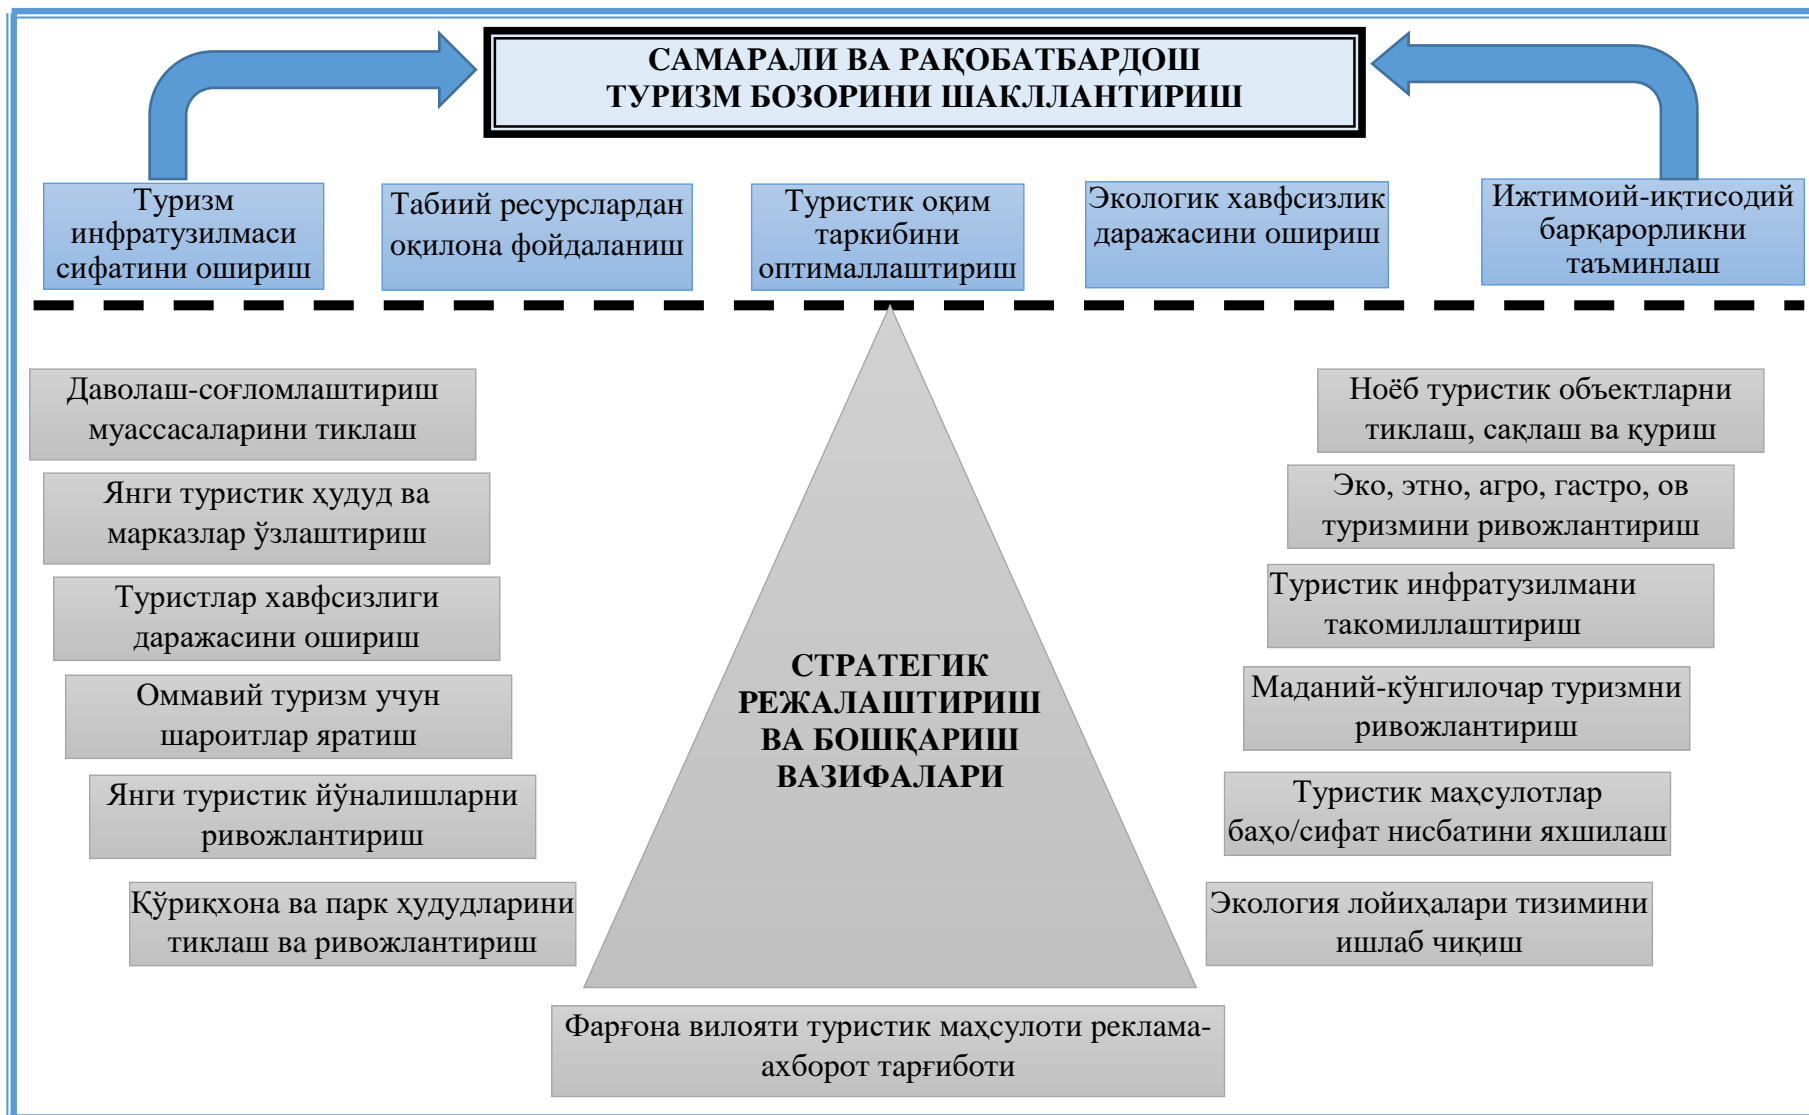 САМАРАЛИ ВА РАҚОБАТБАРДОШ
ТУРИЗМ БОЗОРИНИ ШАКЛЛАНТИРИШ
Туризм
инфратузилмаси
сифатини ошириш
Табиий ресурслардан
оқилона фойдаланиш
Туристик оқим
таркибини
оптималлаштириш
Экологик хавфсизлик
даражасини ошириш
Ижтимоий-иқтисодий
барқарорликни
таъминлаш
Даволаш-соғломлаштириш
муассасаларини тиклаш
Янги туристик ҳудуд ва
марказлар ўзлаштириш
Туристлар хавфсизлиги
даражасини ошириш
Оммавий туризм учун
шароитлар яратиш
Янги туристик йўналишларни
ривожлантириш
Қўриқхона ва парк ҳудудларини
тиклаш ва ривожлантириш
СТРАТЕГИК
РЕЖАЛАШТИРИШ
ВА БОШҚАРИШ
ВАЗИФАЛАРИ
Ноёб туристик объектларни
тиклаш, сақлаш ва қуриш
Эко, этно, агро, гастро, ов
туризмини ривожлантириш
Туристик инфратузилмани
такомиллаштириш
Маданий-кўнгилочар туризмни
ривожлантириш
Туристик маҳсулотлар
баҳо/сифат нисбатини яхшилаш
Экология лойиҳалари тизимини
ишлаб чиқиш
Фарғона вилояти туристик маҳсулоти реклама-
ахборот тарғиботи